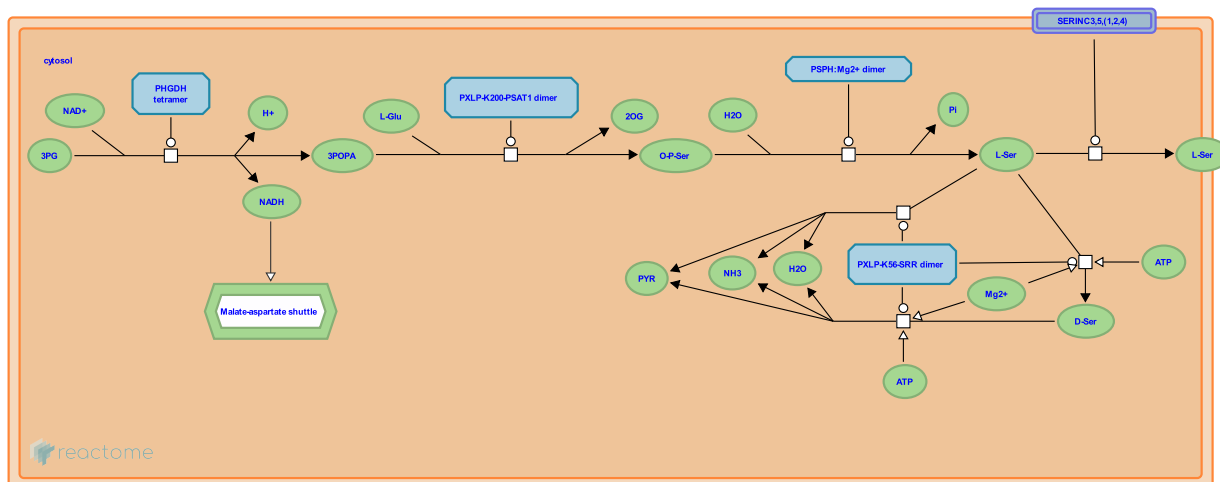 SERINC3,5,(1,2,4)
cytosol
PHGDH
tetramer
PXLP-K200-PSAT1 dimer
PSPH:Mg2+ dimer
NAD+
H+
L-Glu
2OG
H2O
Pi
3PG
3POPA
O-P-Ser
L-Ser
L-Ser
NADH
PYR
NH3
H2O
PXLP-K56-SRR dimer
ATP
Mg2+
Malate-aspartate shuttle
D-Ser
ATP
reactome